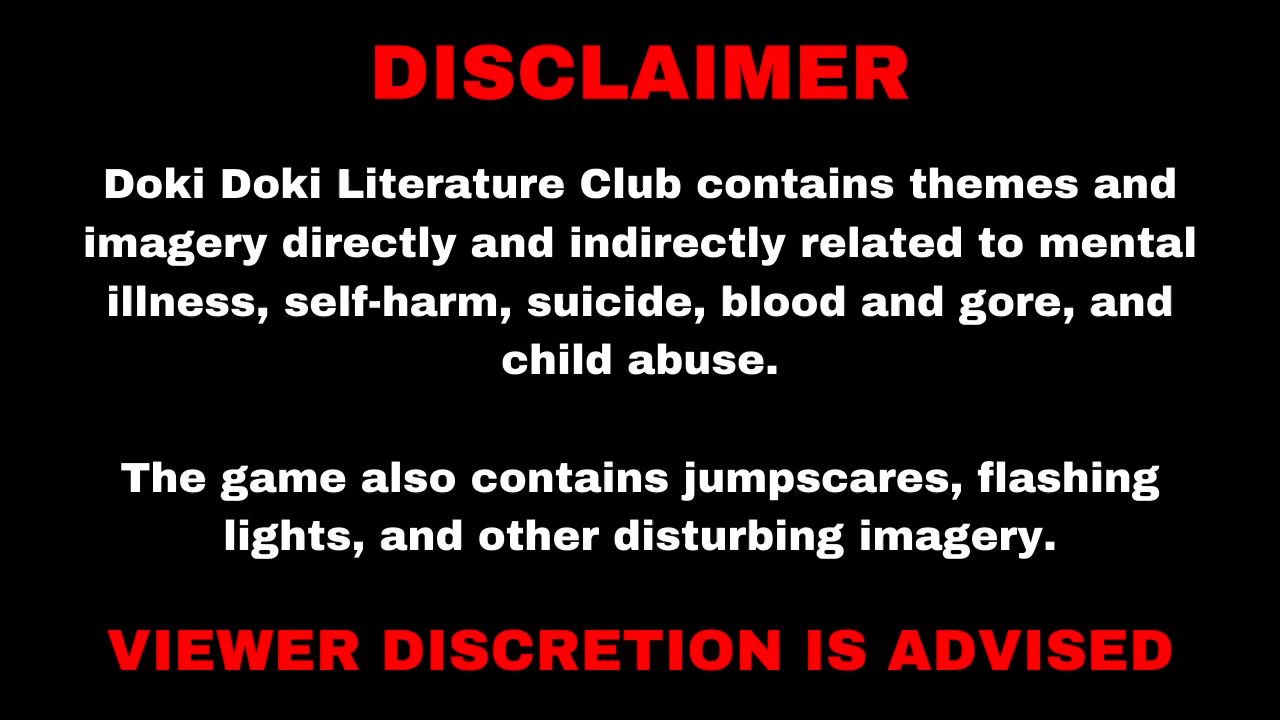 DISCLAIMER
Doki Doki Literature Club contains themes and
imagery directly and indirectly related to mental
illness, self-harm, suicide, blood and gore, and
child abuse.
The game also contains jumpscares, flashing
lights, and other disturbing imagery.
VIEWER DISCRETION IS ADVISED